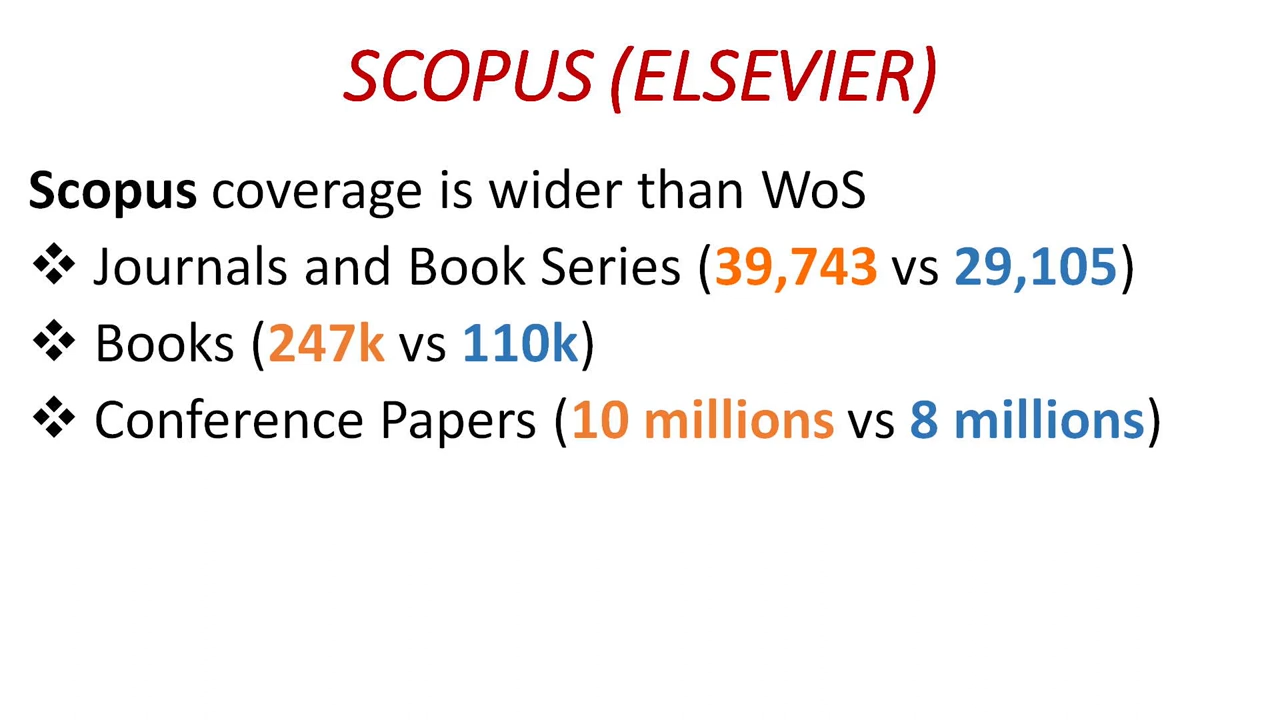 SCOPUS (ELSEVIER)
Scopus coverage is wider than WoS
❖ Journals and Book Series (39,743 vs 29,105)
❖ Books (247k vs 110k)
❖ Conference Papers (10 millions vs 8 millions)